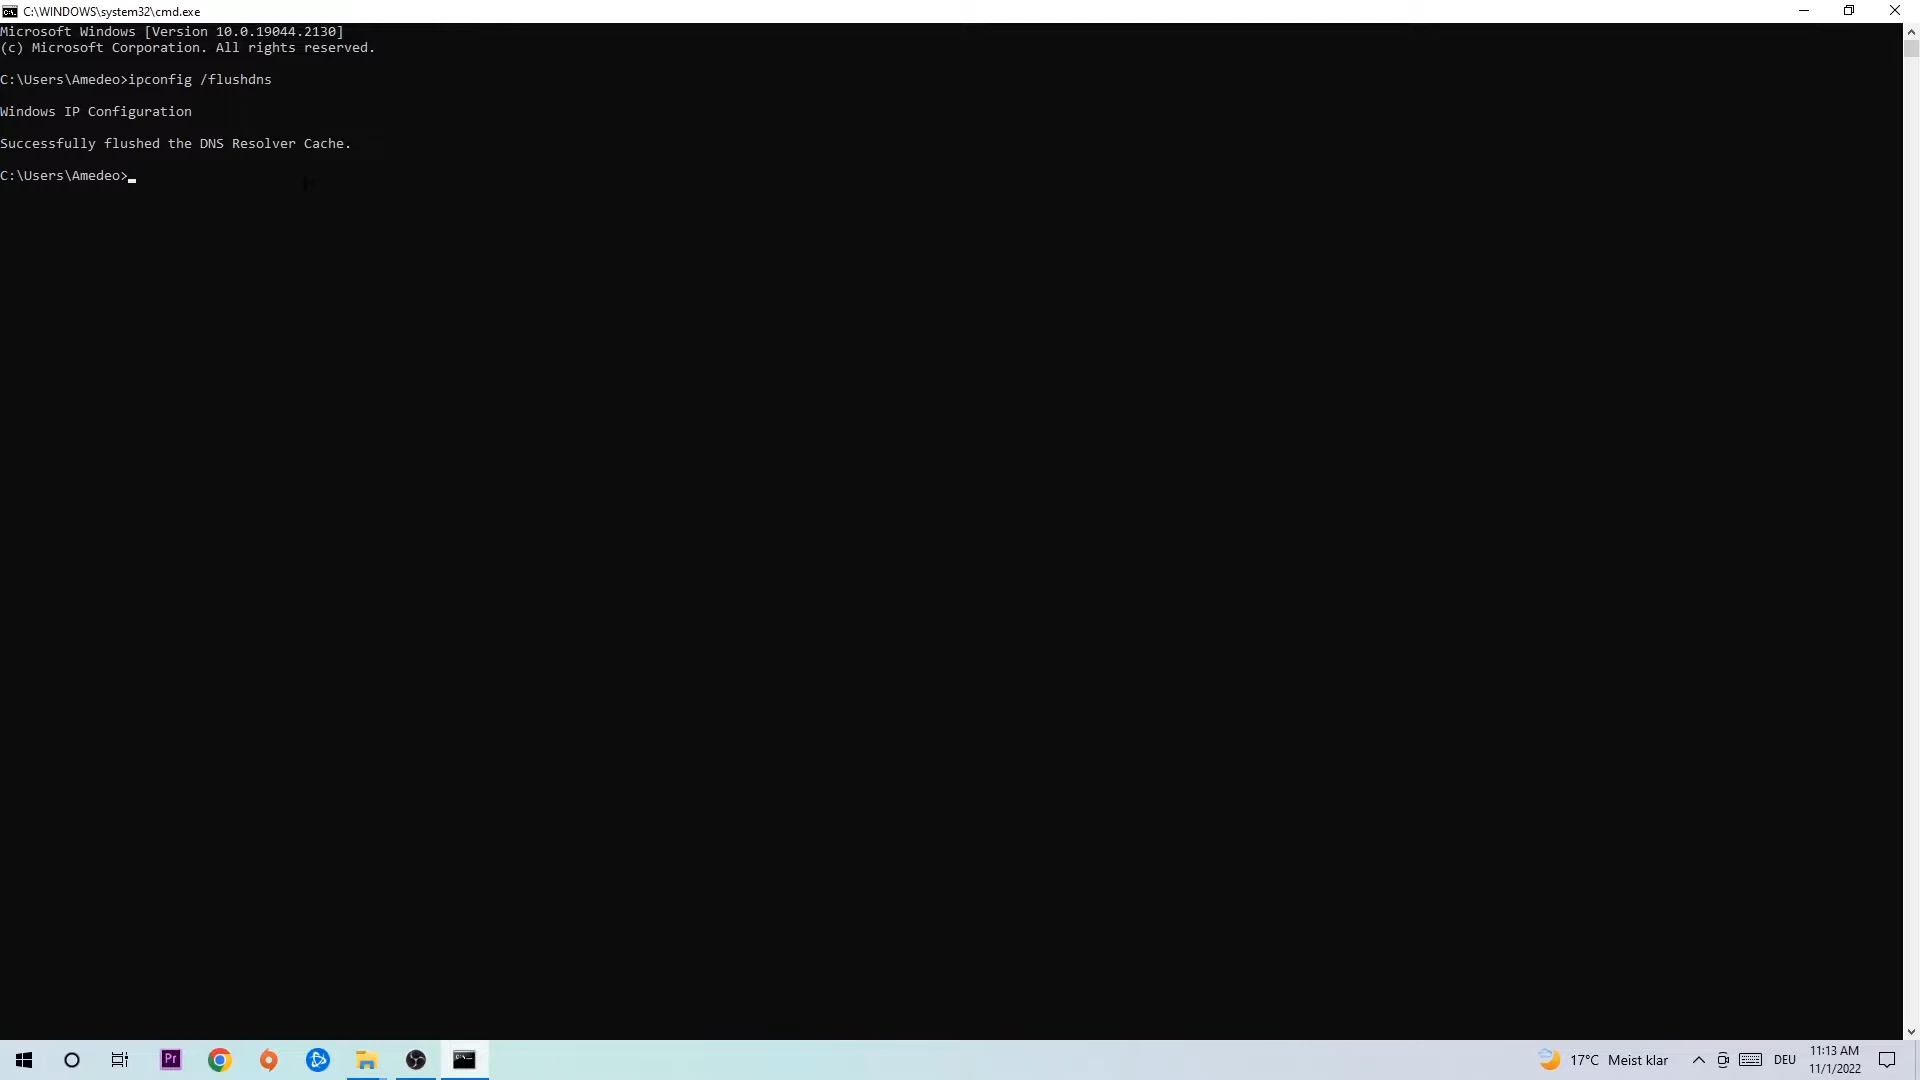 C:\WINDOWS\system32\cmd.exe
Microsoft Windows [Version 10.0.19044.2130]
(c) Microsoft Corporation. All rights reserved.
C:\Users\Amedeo>ipconfig /flushdns
Windows IP Configuration
Successfully flushed the DNS Resolver Cache.
C:\Users\Amedeo>
Pr
17°C Meist klar
DEU
11:13 AM
11/1/2022